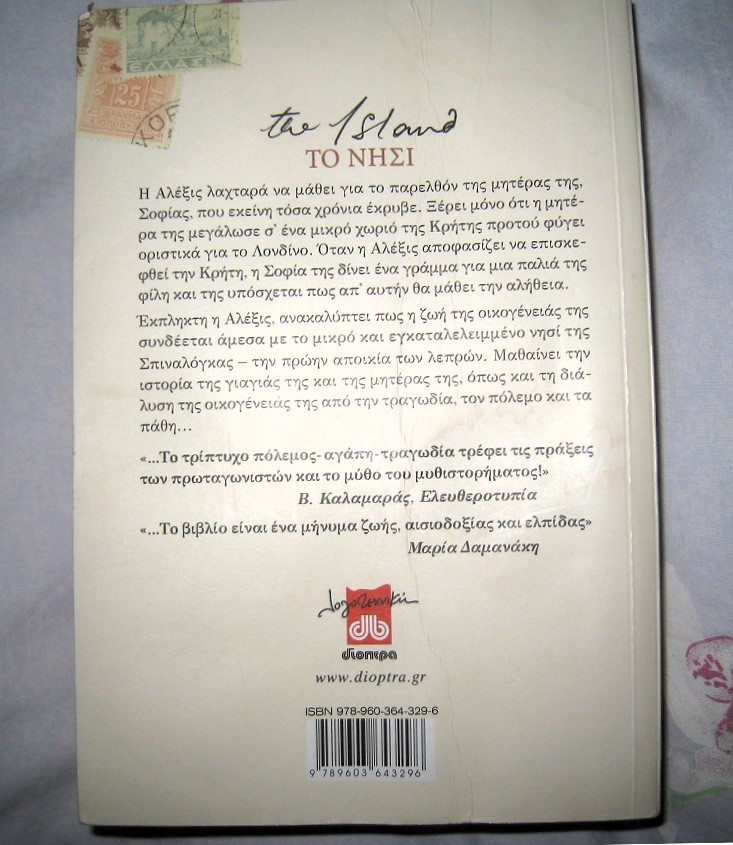 ΕΛΛΑΣ
25
ΚΟΡ
the Island
ΤΟ ΝΗΣΙ
Η Αλέξις λαχταρά να μάθει για το παρελθόν της μητέρας της,
Σοφίας, που εκείνη τόσα χρόνια έκρυβε. Ξέρει μόνο ότι η μητέ-
ρα της μεγάλωσε σ' ένα μικρό χωριό της Κρήτης προτού φύγει
οριστικά για το Λονδίνο. Όταν η Αλέξις αποφασίζει να επισκε-
φθεί την Κρήτη, η Σοφία της δίνει ένα γράμμα για μια παλιά της
φίλη και της υπόσχεται πως απ' αυτήν θα μάθει την αλήθεια.
Έκπληκτη η Αλέξις, ανακαλύπτει πως η ζωή της οικογένειάς της
συνδέεται άμεσα με το μικρό και εγκαταλελειμμένο νησί της
Σπιναλόγκας – την πρώην αποικία των λεπρών. Μαθαίνει την
ιστορία της γιαγιάς της και της μητέρας της, όπως και τη διά-
λυση της οικογένειάς της από την τραγωδία, τον πόλεμο και τα
πάθη...
«...Το τρίπτυχο πόλεμος-αγάπη-τραγωδία τρέφει τις πράξεις
των πρωταγωνιστών και το μύθο του μυθιστορήματος!»
Β. Καλαμαράς, Ελευθεροτυπία
«...Το βιβλίο είναι ένα μήνυμα ζωής, αισιοδοξίας και ελπίδας»
Μαρία Δαμανάκη
λογοτεχνική
διοπτρα
www.dioptra.gr
ISBN 978-960-364-329-6
9 789603 643296